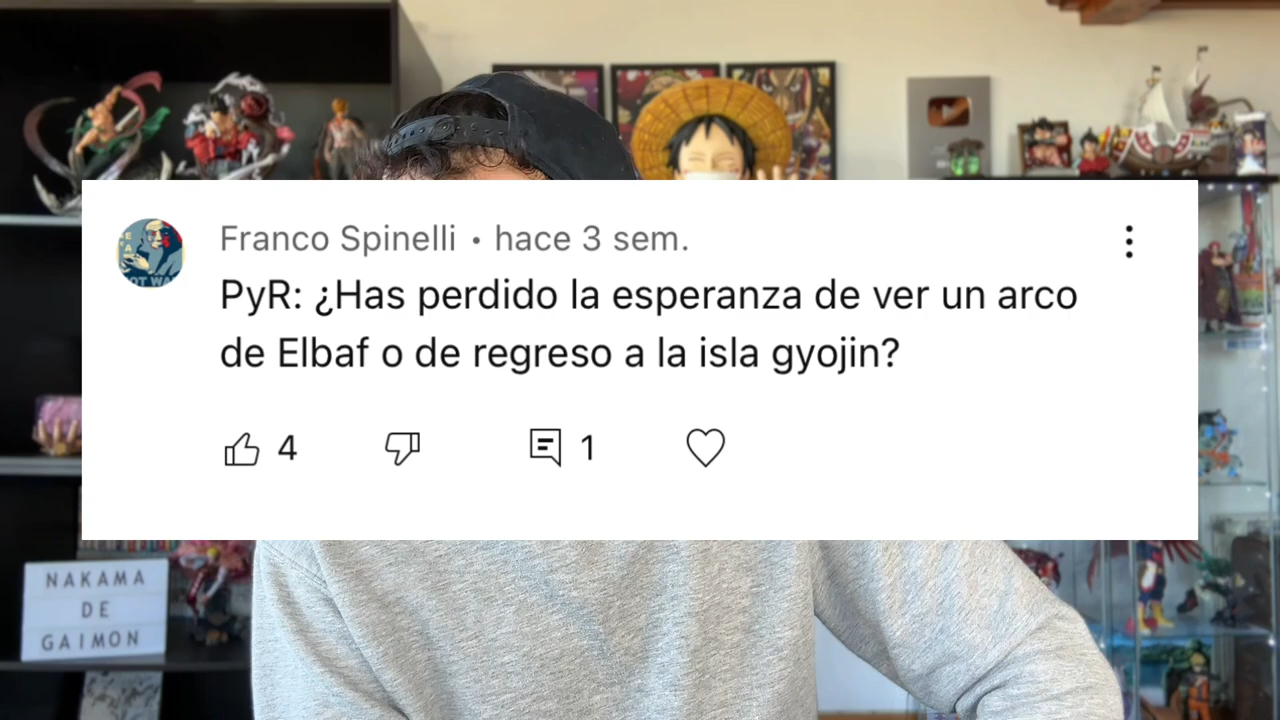 Franco Spinelli • hace 3 sem.
PyR: ¿Has perdido la esperanza de ver un arco
de Elbaf o de regreso a la isla gyojin?
4
1
NAKAMA
DE
GAIMON